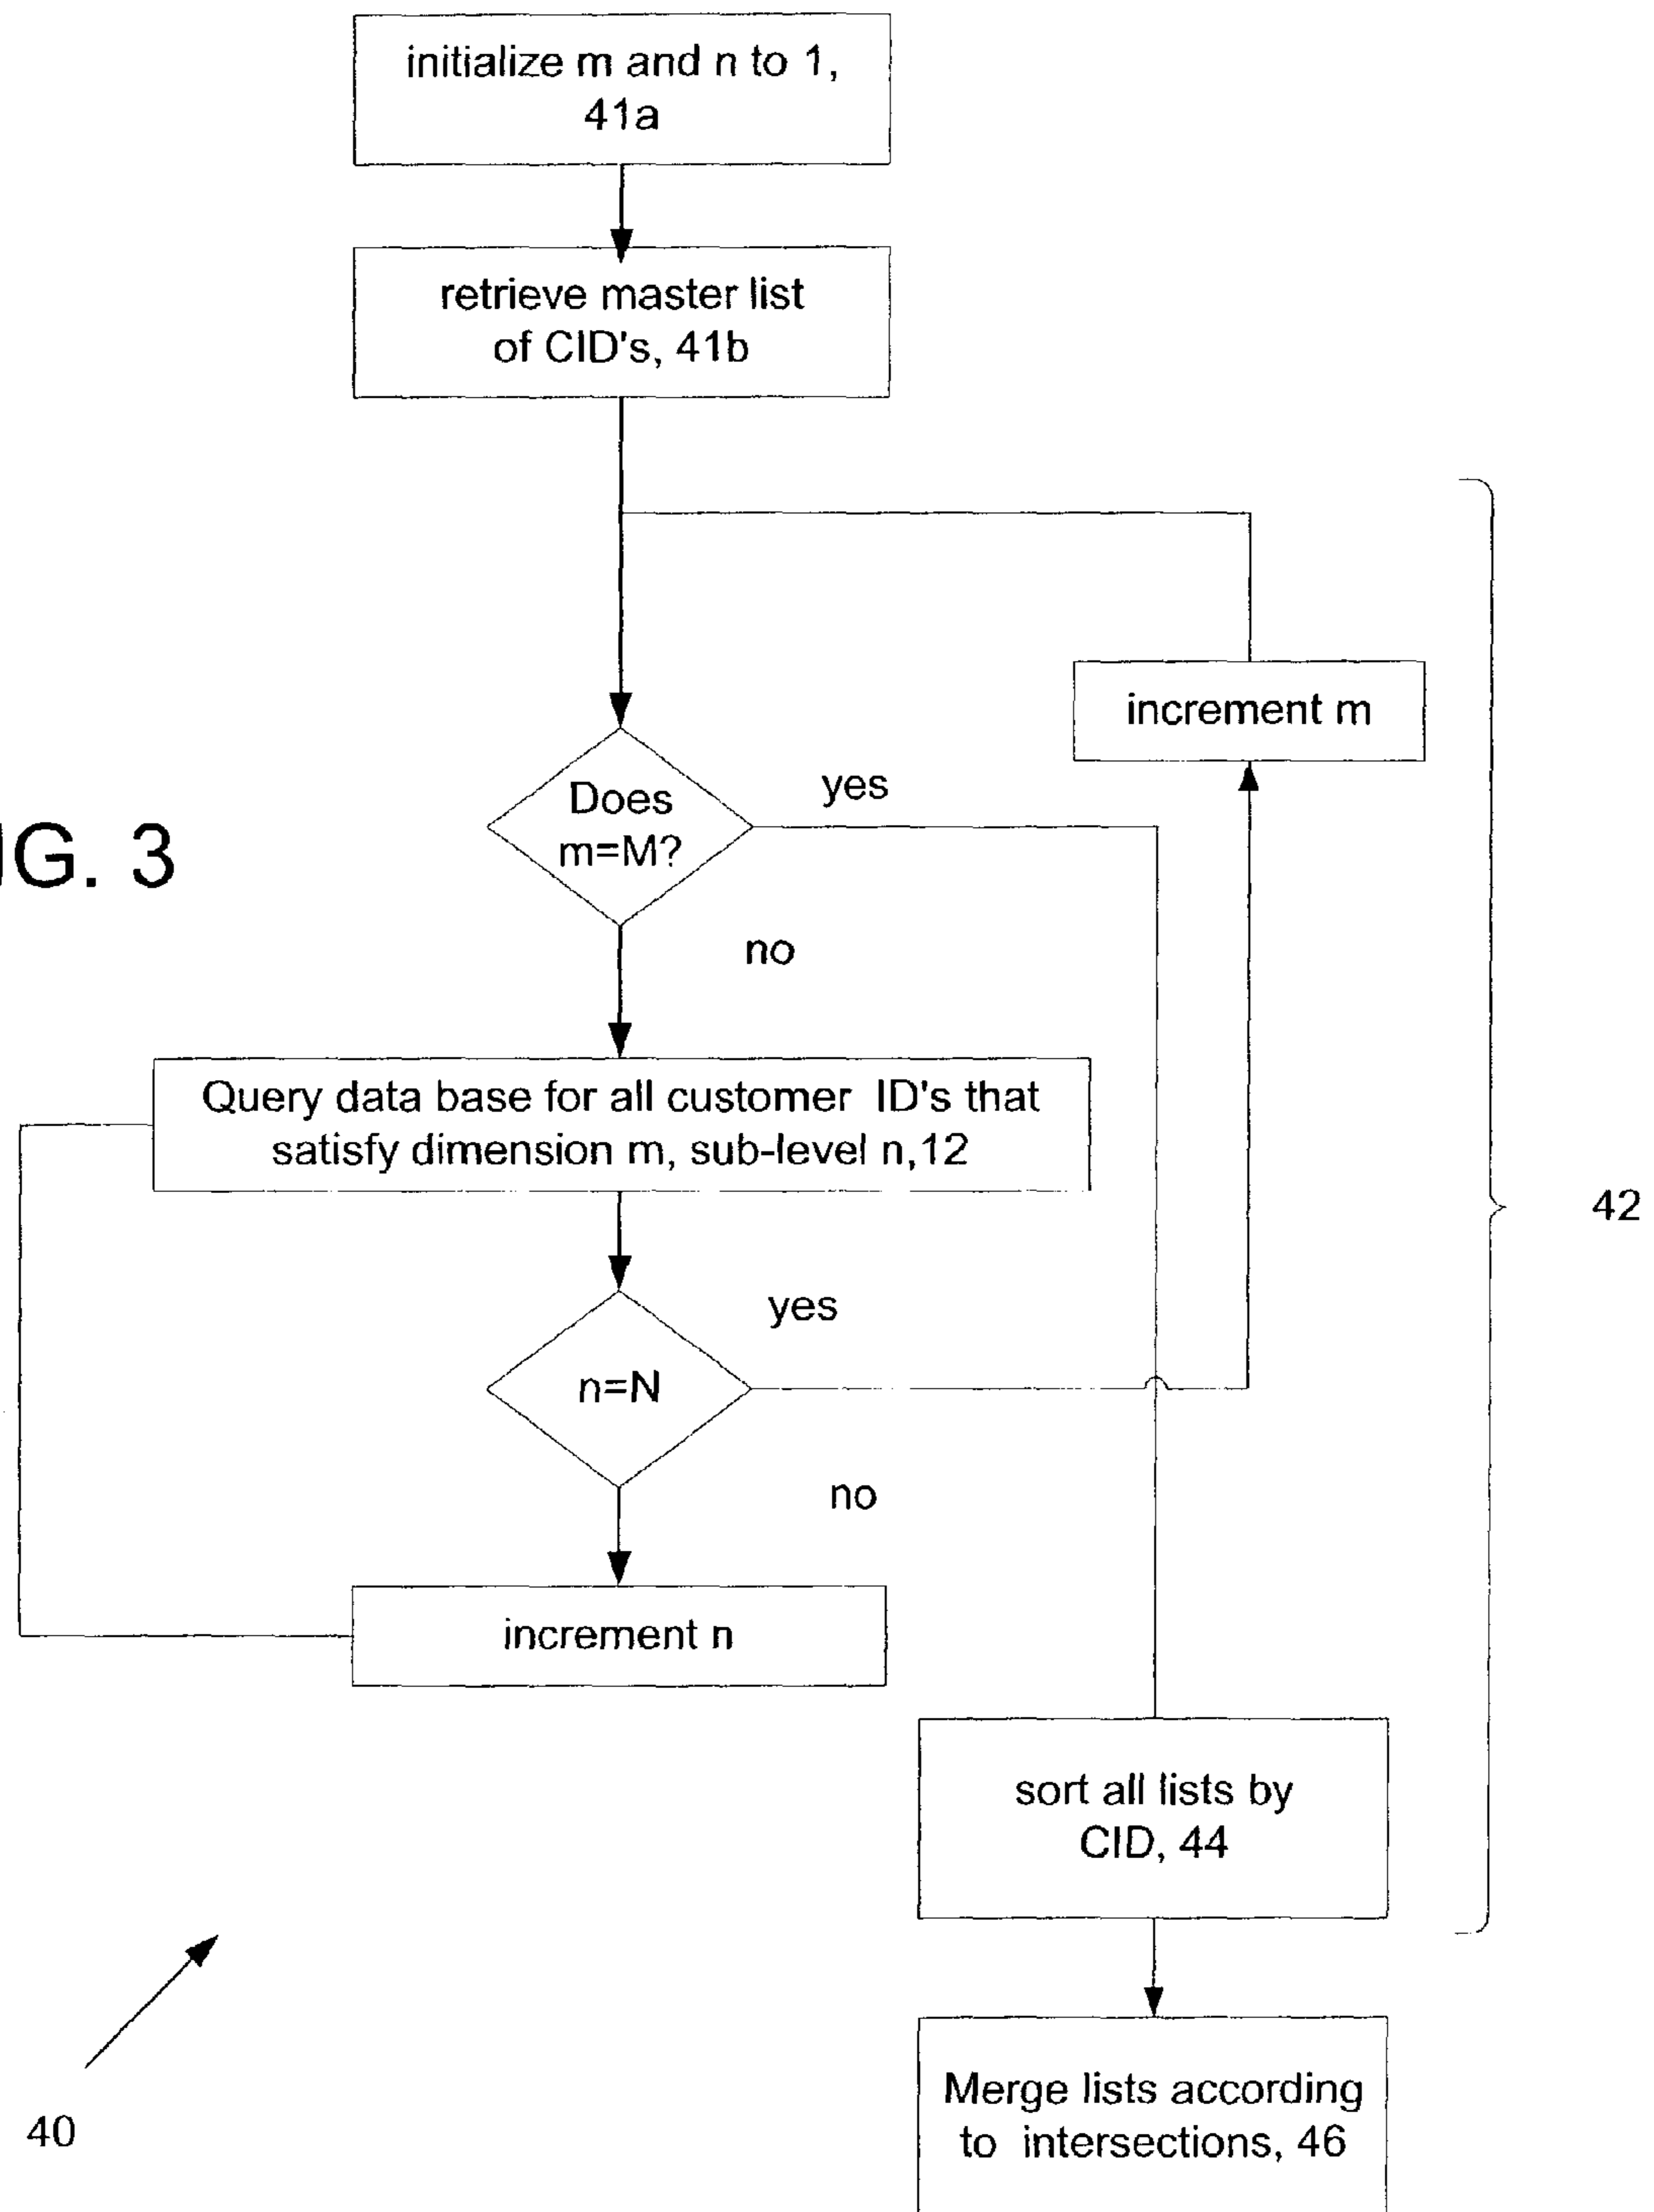 initialize m and n to 1,
41a
retrieve master list
of CID's, 41b
increment m
Does
m=M?
yes
no
IG. 3
Query data base for all customer ID's that
satisfy dimension m, sub-level n,12
42
yes
n=N
no
increment n
sort all lists by
CID, 44
40
Merge lists according
to intersections, 46